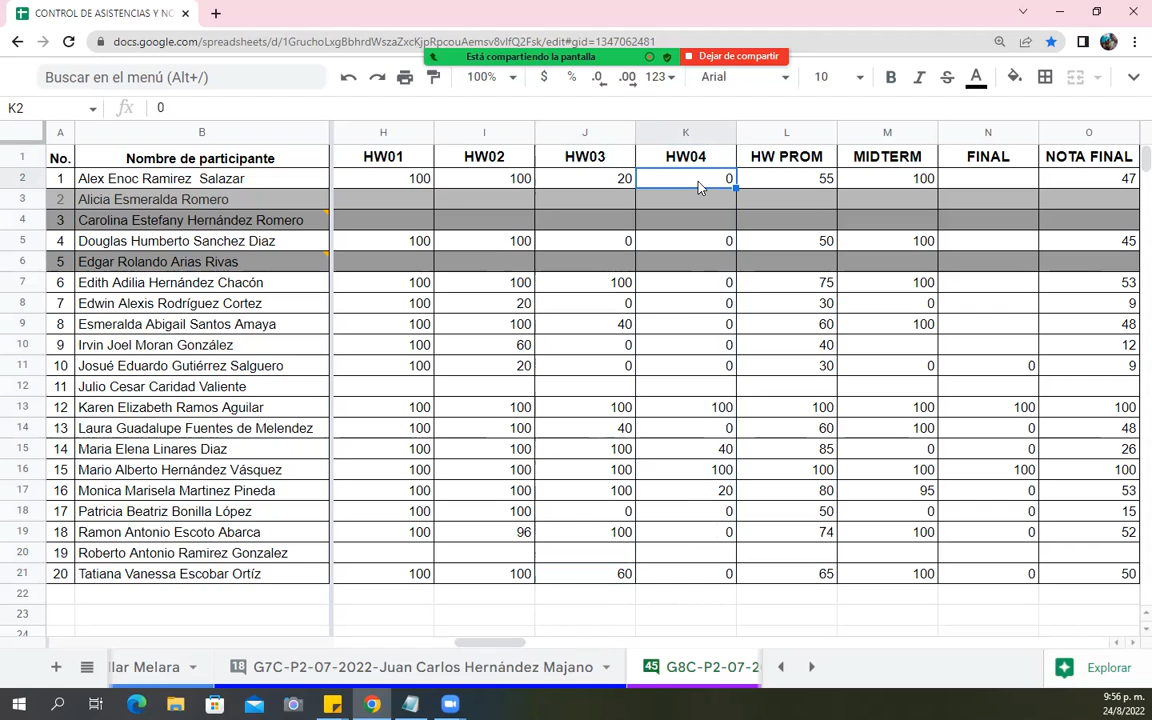 CONTROL DE ASISTENCIAS Y NO
docs.google.com/spreadsheets/d/1GruchoLxgBbhrdWszaZxcKjpRpcouAemsv8vIfQ2Fsk/edit#gid=1347062481
Está compartiendo la pantalla Dejar de compartir
Buscar en el menú (Alt+/) 100% $ % .0 .00 123 Arial 10 B I S A
K2 fx 0
A B H I J K L M N O
1 No. Nombre de participante HW01 HW02 HW03 HW04 HW PROM MIDTERM FINAL NOTA FINAL
2 1 Alex Enoc Ramirez Salazar 100 100 20 0 55 100 47
3 2 Alicia Esmeralda Romero
4 3 Carolina Estefany Hernández Romero
5 4 Douglas Humberto Sanchez Diaz 100 100 0 0 50 100 45
6 5 Edgar Rolando Arias Rivas
7 6 Edith Adilia Hernández Chacón 100 100 100 0 75 100 53
8 7 Edwin Alexis Rodríguez Cortez 100 20 0 0 30 0 9
9 8 Esmeralda Abigail Santos Amaya 100 100 40 0 60 100 48
10 9 Irvin Joel Moran González 100 60 0 0 40 12
11 10 Josué Eduardo Gutiérrez Salguero 100 20 0 0 30 0 0 9
12 11 Julio Cesar Caridad Valiente
13 12 Karen Elizabeth Ramos Aguilar 100 100 100 100 100 100 100 100
14 13 Laura Guadalupe Fuentes de Melendez 100 100 40 0 60 100 0 48
15 14 Maria Elena Linares Diaz 100 100 100 40 85 0 0 26
16 15 Mario Alberto Hernández Vásquez 100 100 100 100 100 100 100 100
17 16 Monica Marisela Martinez Pineda 100 100 100 20 80 95 0 53
18 17 Patricia Beatriz Bonilla López 100 100 0 0 50 0 0 15
19 18 Ramon Antonio Escoto Abarca 100 96 100 0 74 100 0 52
20 19 Roberto Antonio Ramirez Gonzalez
21 20 Tatiana Vanessa Escobar Ortíz 100 100 60 0 65 100 0 50
22
23
24
llar Melara 18 G7C-P2-07-2022-Juan Carlos Hernández Majano 45 G8C-P2-07-2 Explorar
9:56 p. m.
24/8/2022